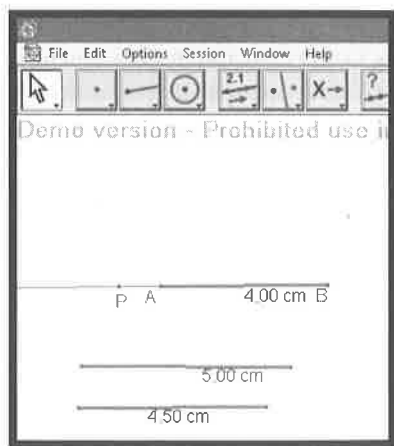 File Edit Options Session Window Help
2.1
X
?
Demo version - Prohibited use i
P A 4,00 cm B
5,00 cm
4,50 cm